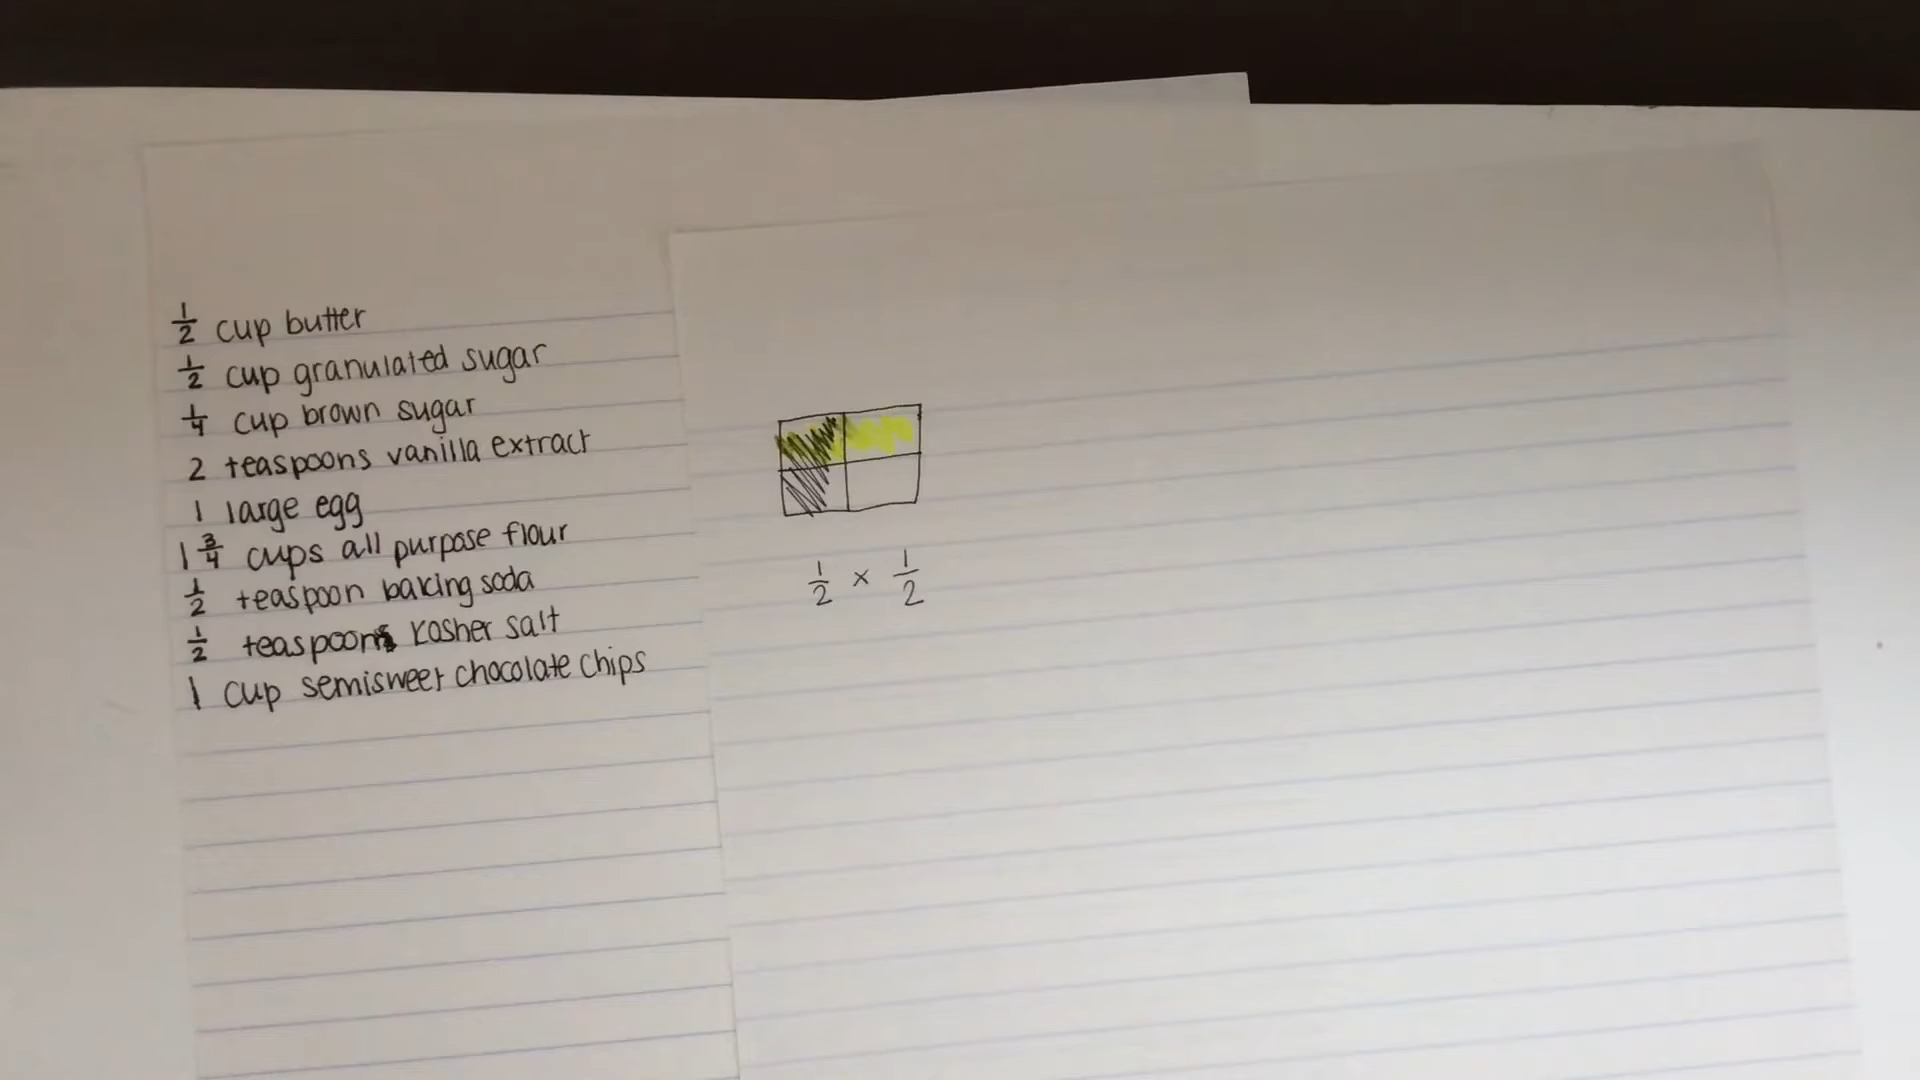 1/2 cup butter
1/2 cup granulated sugar
1/4 cup brown sugar
2 teaspoons vanilla extract
1 large egg
1 3/4 cups all purpose flour
1/2 teaspoon baking soda
1/2 teaspoon kosher salt
1 cup semisweet chocolate chips
1/2 x 1/2